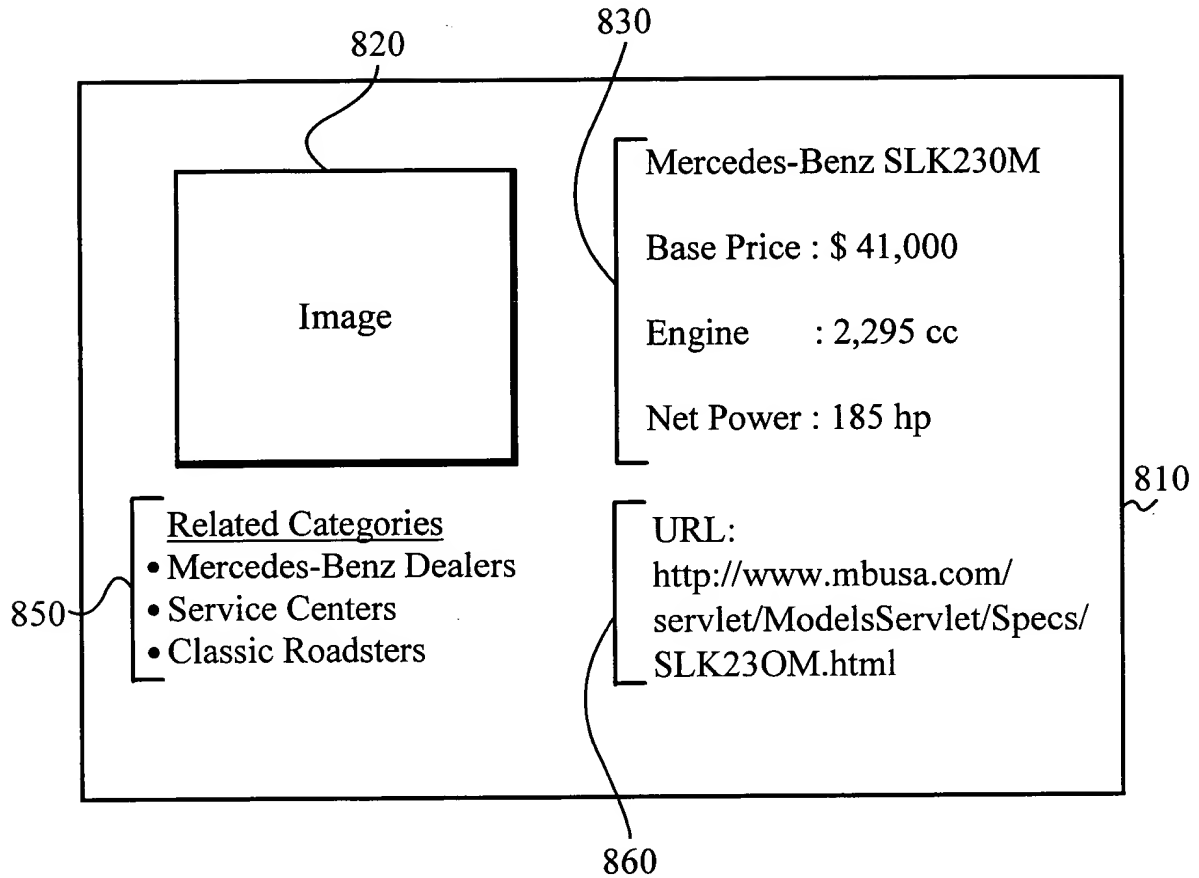 820
830
Image
Mercedes-Benz SLK230M
Base Price : $ 41,000
Engine : 2,295 cc
Net Power : 185 hp
810
850
Related Categories
• Mercedes-Benz Dealers
• Service Centers
• Classic Roadsters
URL:
http://www.mbusa.com/
servlet/ModelsServlet/Specs/
SLK23OM.html
860